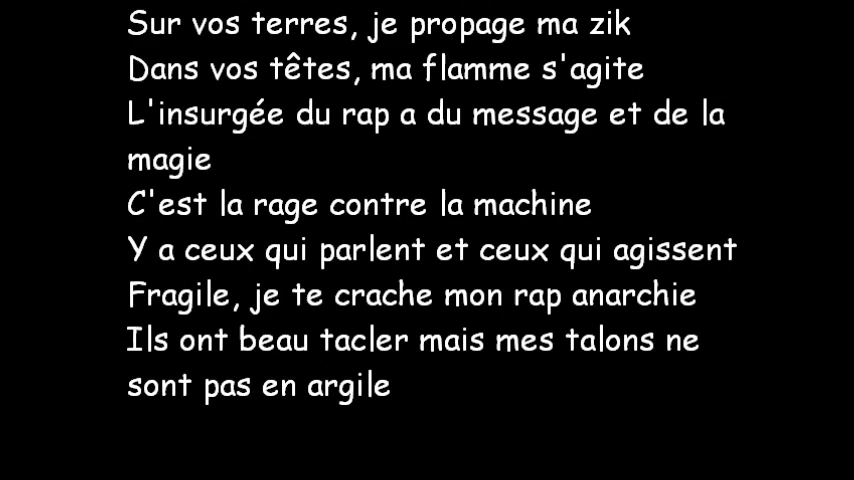 Sur vos terres, je propage ma zik
Dans vos têtes, ma flamme s'agite
L'insurgée du rap a du message et de la
magie
C'est la rage contre la machine
Y a ceux qui parlent et ceux qui agissent
Fragile, je te crache mon rap anarchie
Ils ont beau tacler mais mes talons ne
sont pas en argile